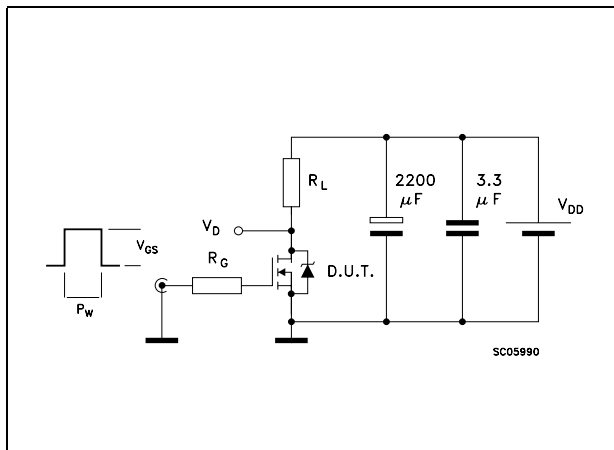 R_L
2200
μF
3.3
μF
V_DD
V_D
V_GS
R_G
D.U.T.
P_W
SC05990